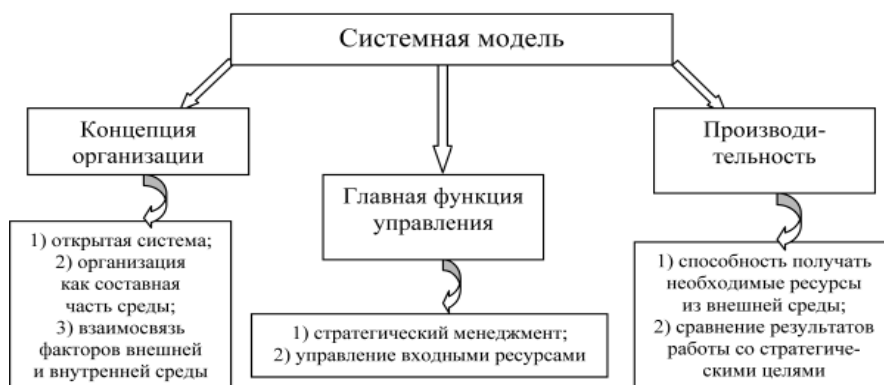 Системная модель
Концепция
организации
1) открытая система;
2) организация
как составная
часть среды;
3) взаимосвязь
факторов внешней
и внутренней среды
Главная функция
управления
1) стратегический менеджмент;
2) управление входными ресурсами
Производи-
тельность
1) способность получать
необходимые ресурсы
из внешней среды;
2) сравнение результатов
работы со стратегиче-
скими целями